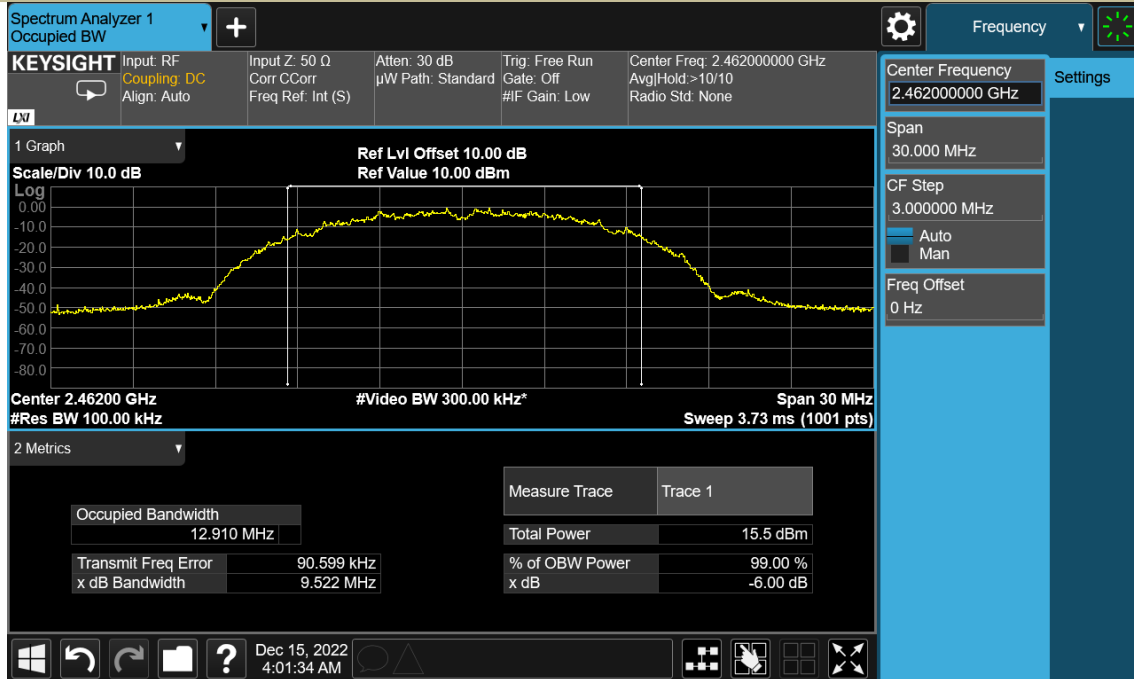 Spectrum Analyzer 1
Occupied BW
Frequency
KEYSIGHT
LXI
Input: RF
Coupling: DC
Align: Auto
Input Z: 50 Ω
Corr CCorr
Freq Ref: Int (S)
Atten: 30 dB
µW Path: Standard
Trig: Free Run
Gate: Off
#IF Gain: Low
Center Freq: 2.462000000 GHz
Avg|Hold:>10/10
Radio Std: None
Center Frequency
2.462000000 GHz
Settings
Span
30.000 MHz
CF Step
3.000000 MHz
Auto
Man
Freq Offset
0 Hz
1 Graph
Scale/Div 10.0 dB
Ref Lvl Offset 10.00 dB
Ref Value 10.00 dBm
Log
0.00
-10.0
-20.0
-30.0
-40.0
-50.0
-60.0
-70.0
-80.0
Center 2.46200 GHz
#Video BW 300.00 kHz*
Span 30 MHz
#Res BW 100.00 kHz
Sweep 3.73 ms (1001 pts)
2 Metrics
Measure Trace Trace 1
Occupied Bandwidth
12.910 MHz
Total Power 15.5 dBm
Transmit Freq Error 90.599 kHz
% of OBW Power 99.00 %
x dB Bandwidth 9.522 MHz
x dB -6.00 dB
?
Dec 15, 2022
4:01:34 AM